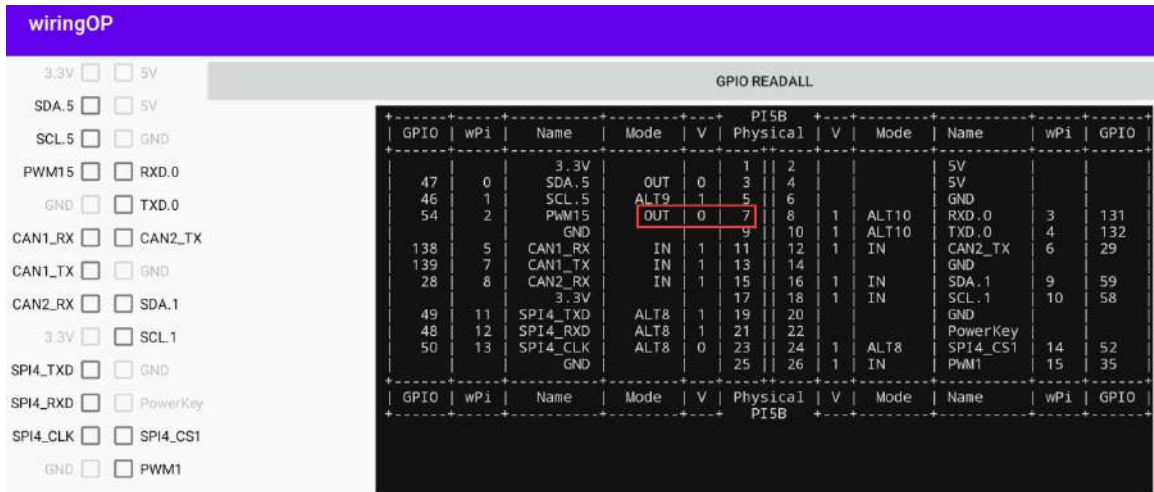 wiringOP
3.3V 5V
SDA.5 5V
SCL.5 GND
PWM15 RXD.0
GND TXD.0
CAN1_RX CAN2_TX
CAN1_TX GND
CAN2_RX SDA.1
3.3V SCL.1
SPI4_TXD GND
SPI4_RXD PowerKey
SPI4_CLK SPI4_CS1
GND PWM1
GPIO READALL
+------+-----+----------+--------+---+   PI5B   +---+--------+----------+-----+------+
| GPIO | wPi |   Name   |  Mode  | V | Physical | V |  Mode  | Name     | wPi | GPIO |
+------+-----+----------+--------+---+----++----+---+--------+----------+-----+------+
|      |     |     3.3V |        |   |  1 || 2  |   |        | 5V       |     |      |
|   47 |   0 |    SDA.5 |    OUT | 0 |  3 || 4  |   |        | 5V       |     |      |
|   46 |   1 |    SCL.5 |   ALT9 | 1 |  5 || 6  |   |        | GND      |     |      |
|   54 |   2 |    PWM15 |    OUT | 0 |  7 || 8  | 1 | ALT10  | RXD.0    | 3   | 131  |
|      |     |      GND |        |   |  9 || 10 | 1 | ALT10  | TXD.0    | 4   | 132  |
|  138 |   5 |  CAN1_RX |     IN | 1 | 11 || 12 | 1 | IN     | CAN2_TX  | 6   | 29   |
|  139 |   7 |  CAN1_TX |     IN | 1 | 13 || 14 |   |        | GND      |     |      |
|   28 |   8 |  CAN2_RX |     IN | 1 | 15 || 16 | 1 | IN     | SDA.1    | 9   | 59   |
|      |     |     3.3V |        |   | 17 || 18 | 1 | IN     | SCL.1    | 10  | 58   |
|   49 |  11 | SPI4_TXD |   ALT8 | 1 | 19 || 20 |   |        | GND      |     |      |
|   48 |  12 | SPI4_RXD |   ALT8 | 1 | 21 || 22 |   |        | PowerKey |     |      |
|   50 |  13 | SPI4_CLK |   ALT8 | 0 | 23 || 24 | 1 | ALT8   | SPI4_CS1 | 14  | 52   |
|      |     |      GND |        |   | 25 || 26 | 1 | IN     | PWM1     | 15  | 35   |
+------+-----+----------+--------+---+----++----+---+--------+----------+-----+------+
| GPIO | wPi |   Name   |  Mode  | V | Physical | V |  Mode  | Name     | wPi | GPIO |
+------+-----+----------+--------+---+   PI5B   +---+--------+----------+-----+------+